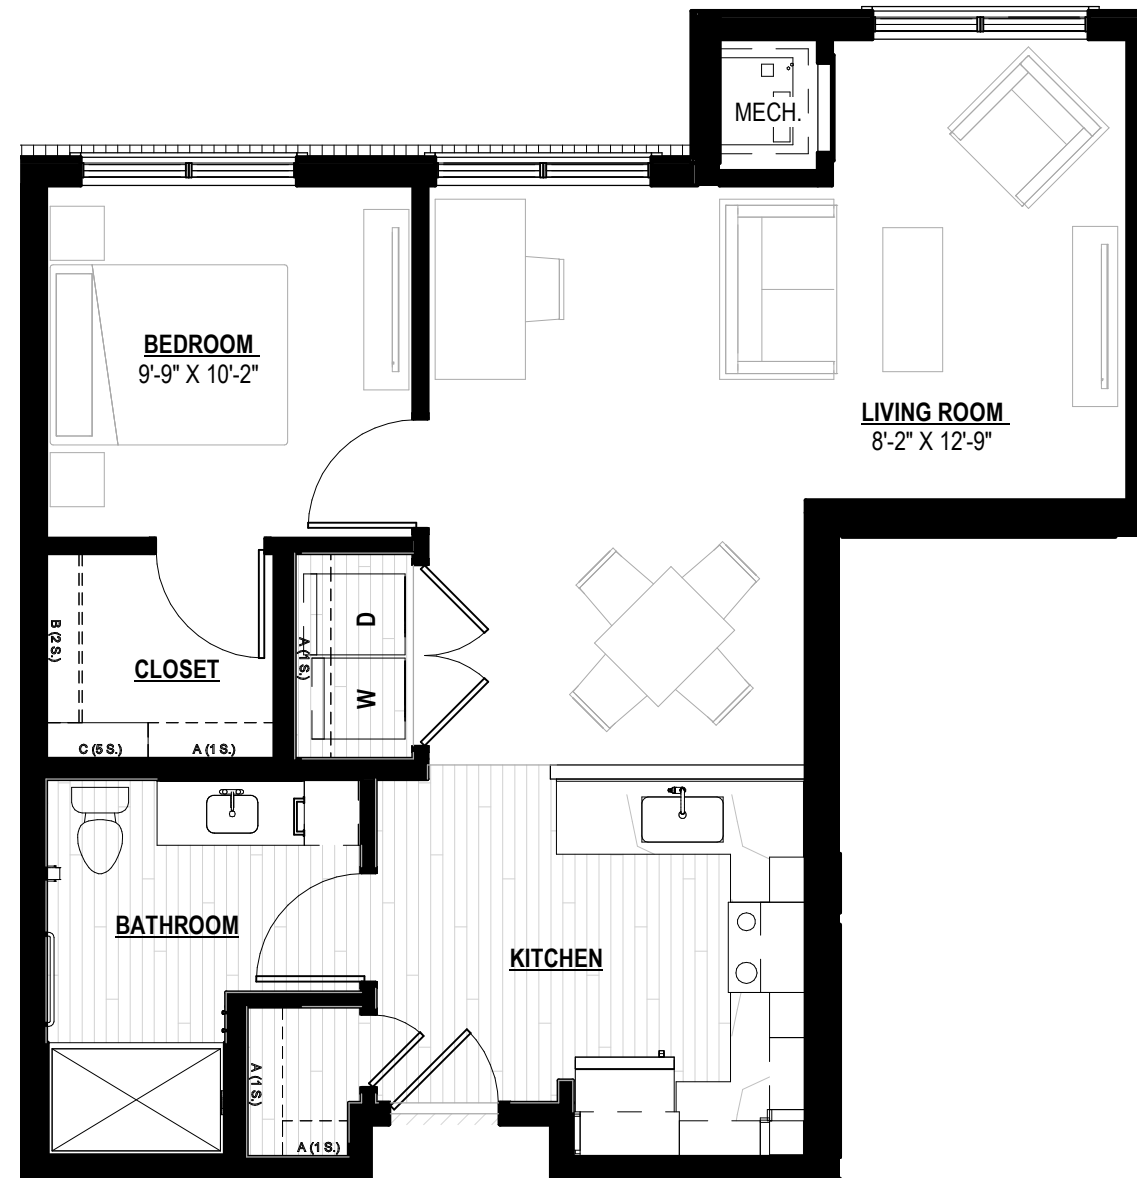 MECH.
BEDROOM
9'-9" X 10'-2"
LIVING ROOM
8'-2" X 12'-9"
B (2 S.)
CLOSET
A (1 S.)
D
W
C (5 S.)
A (1 S.)
BATHROOM
KITCHEN
A (1 S.)
A (1 S.)